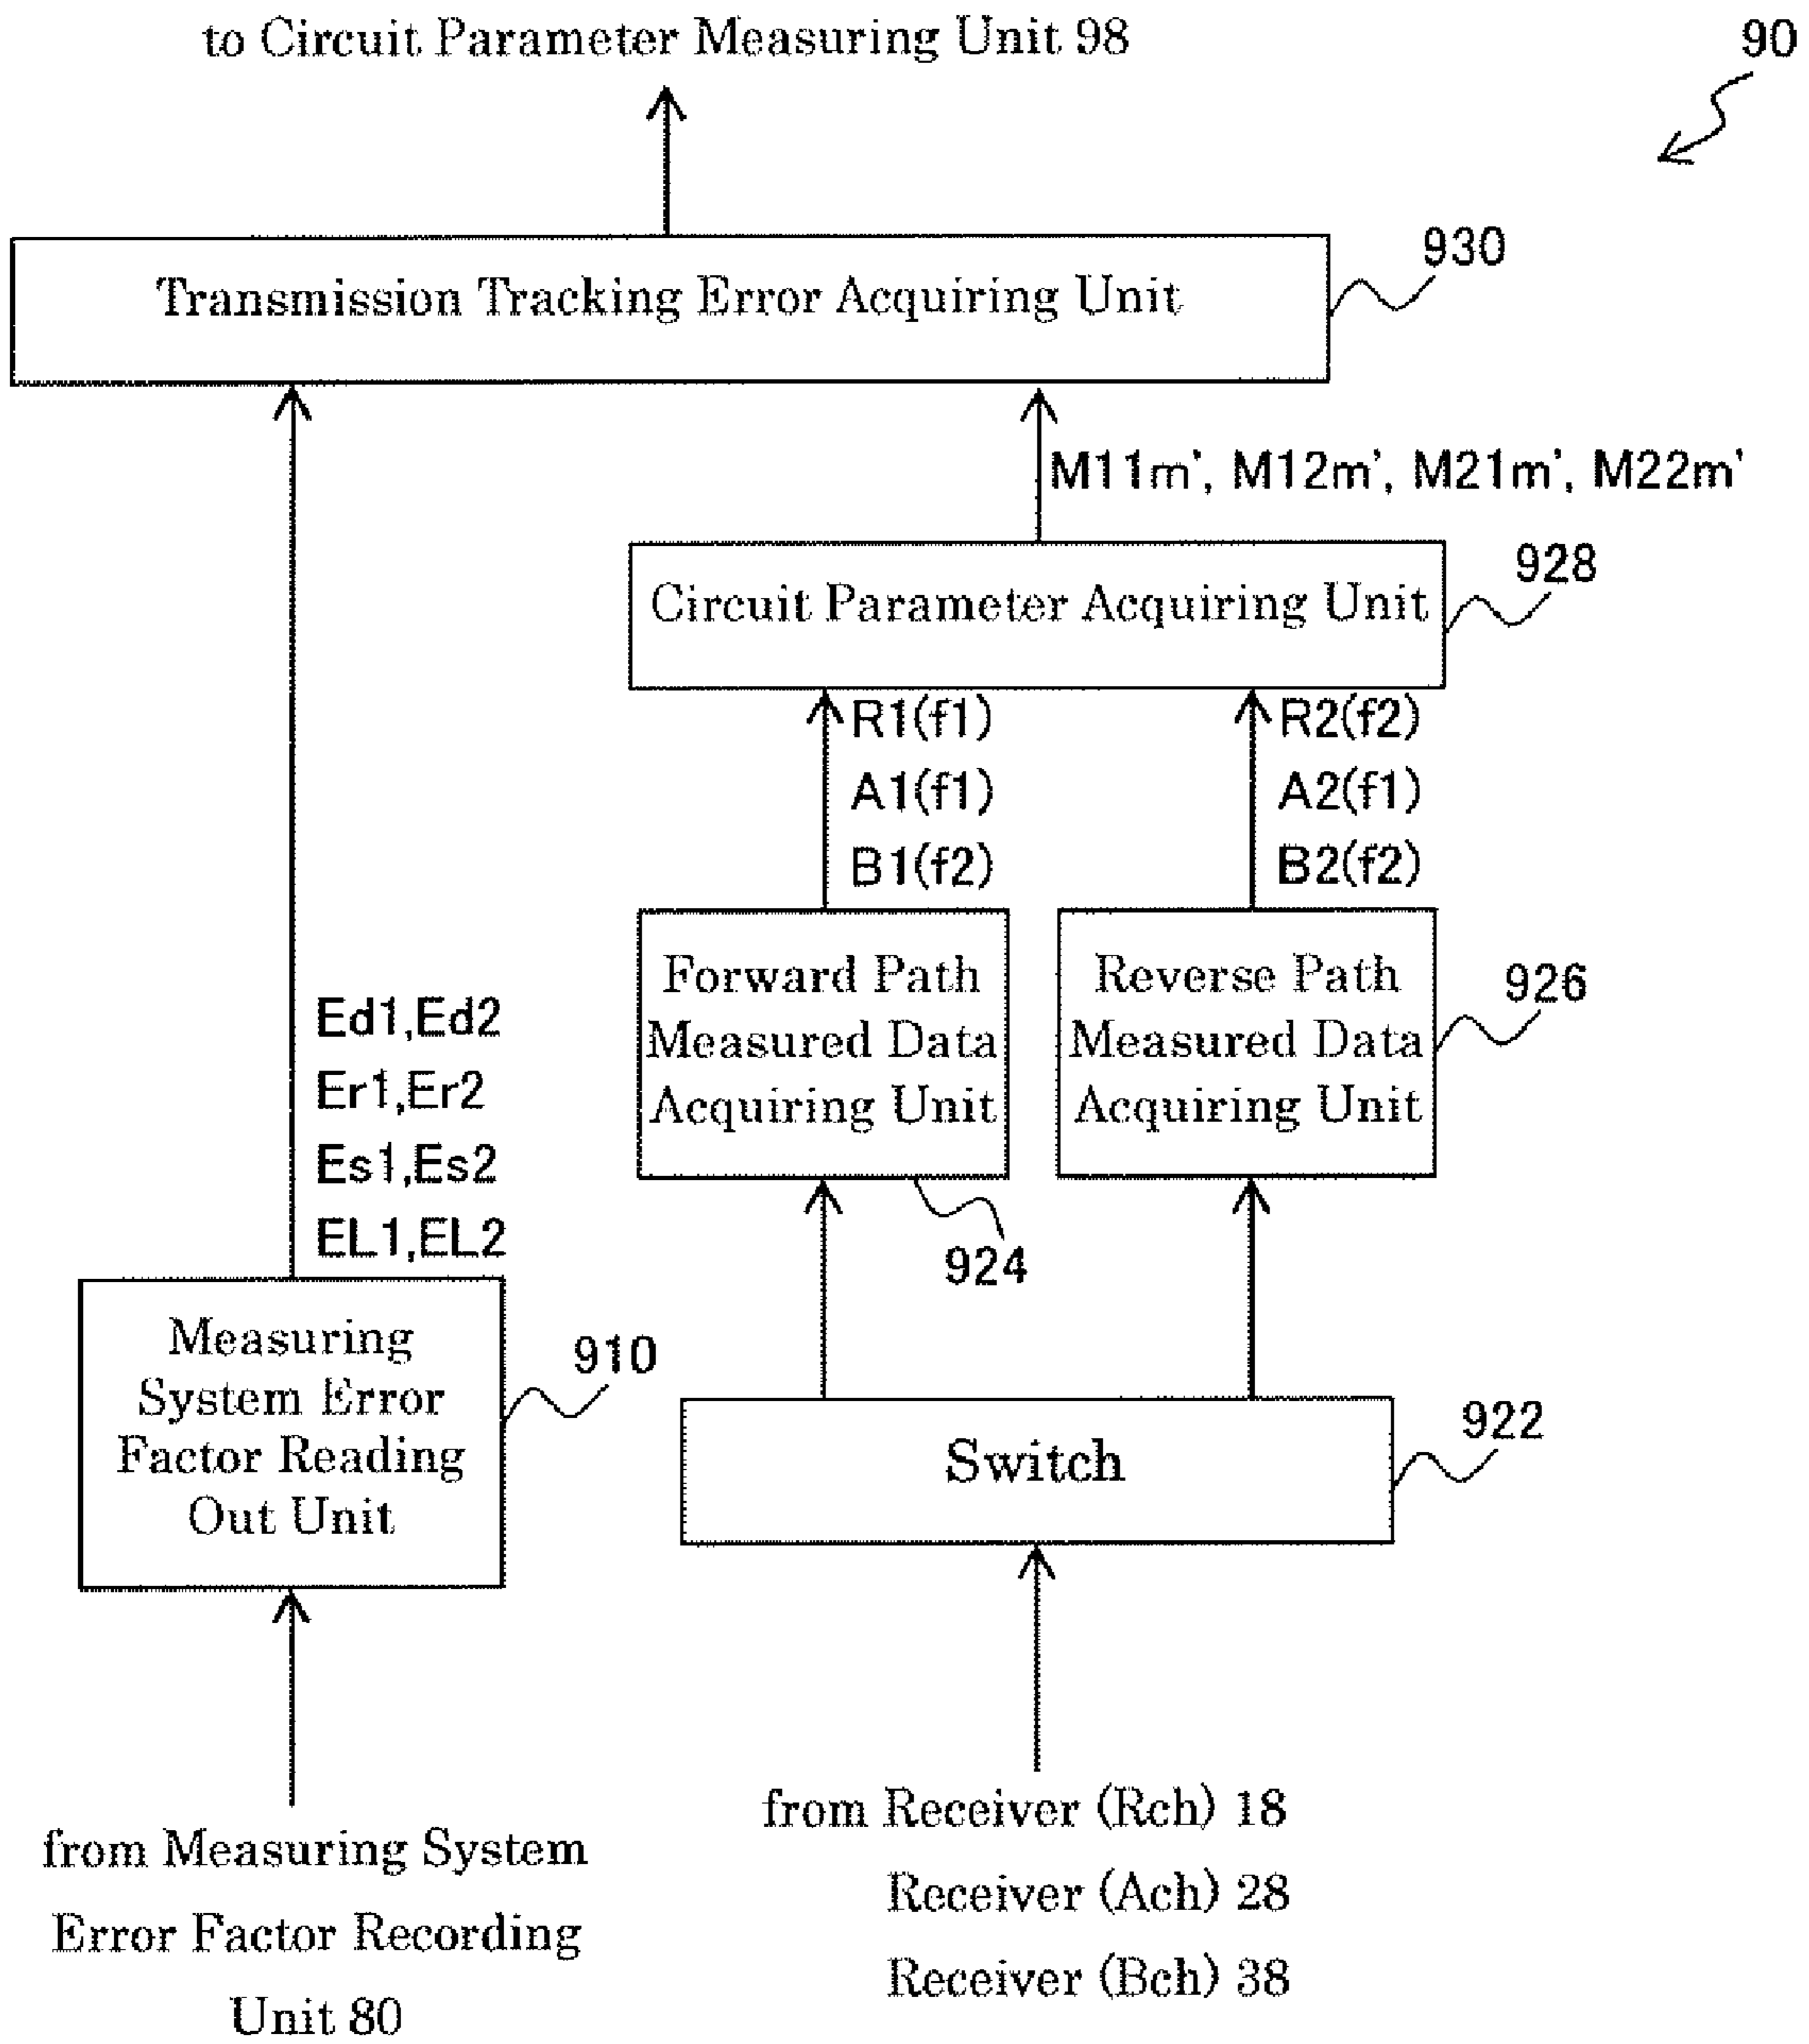 to Circuit Parameter Measuring Unit 98
90
930
Transmission Tracking Error Acquiring Unit
M11m', M12m', M21m', M22m'
928
Circuit Parameter Acquiring Unit
R1(f1)
A1(f1)
B1(f2)
R2(f2)
A2(f1)
B2(f2)
Forward Path
Measured Data
Acquiring Unit
924
Reverse Path
Measured Data
Acquiring Unit
926
Ed1,Ed2
Er1,Er2
Es1,Es2
EL1,EL2
Measuring
System Error
Factor Reading
Out Unit
910
Switch
922
from Measuring System
Error Factor Recording
Unit 80
from Receiver (Rch) 18
Receiver (Ach) 28
Receiver (Bch) 38